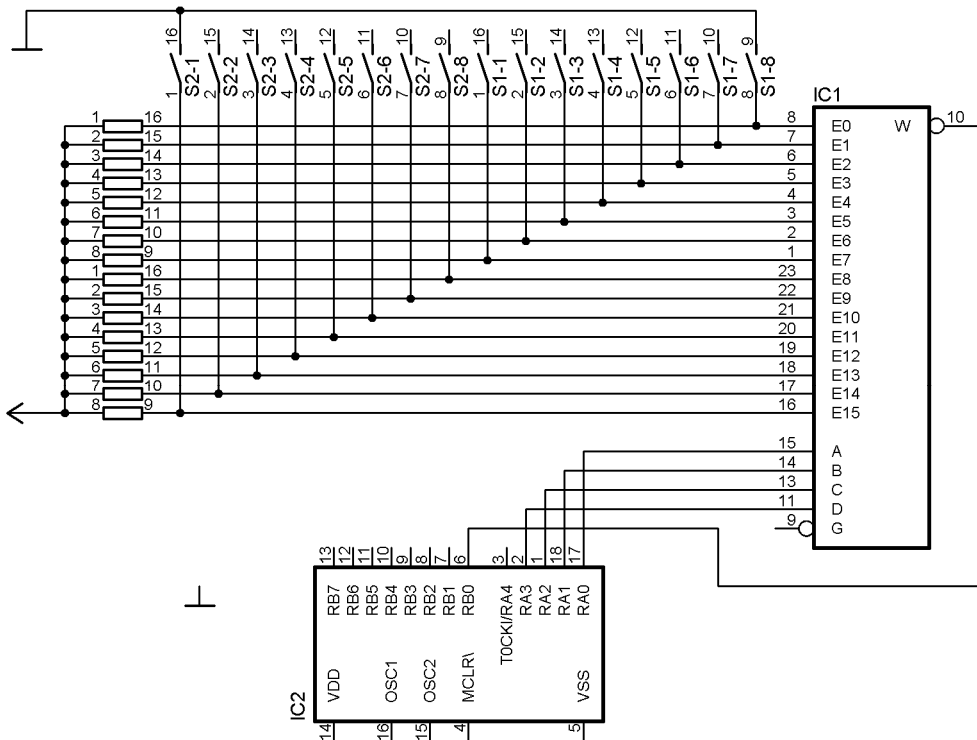 16 15 14 13 12 11 10 9 16 15 14 13 12 11 10 9
S2-1 S2-2 S2-3 S2-4 S2-5 S2-6 S2-7 S2-8 S1-1 S1-2 S1-3 S1-4 S1-5 S1-6 S1-7 S1-8
1 2 3 4 5 6 7 8 1 2 3 4 5 6 7 8
IC1
1 16 8 E0 W 10
2 15 7 E1
3 14 6 E2
4 13 5 E3
5 12 4 E4
6 11 3 E5
7 10 2 E6
8 9 1 E7
1 16 23 E8
2 15 22 E9
3 14 21 E10
4 13 20 E11
5 12 19 E12
6 11 18 E13
7 10 17 E14
8 9 16 E15
15 A
14 B
13 C
11 D
9 G
13 12 11 10 9 8 7 6 3 2 1 18 17
RB7 RB6 RB5 RB4 RB3 RB2 RB1 RB0 T0CKI/RA4 RA3 RA2 RA1 RA0
VDD OSC1 OSC2 MCLR\ VSS
IC2
14 16 15 4 5